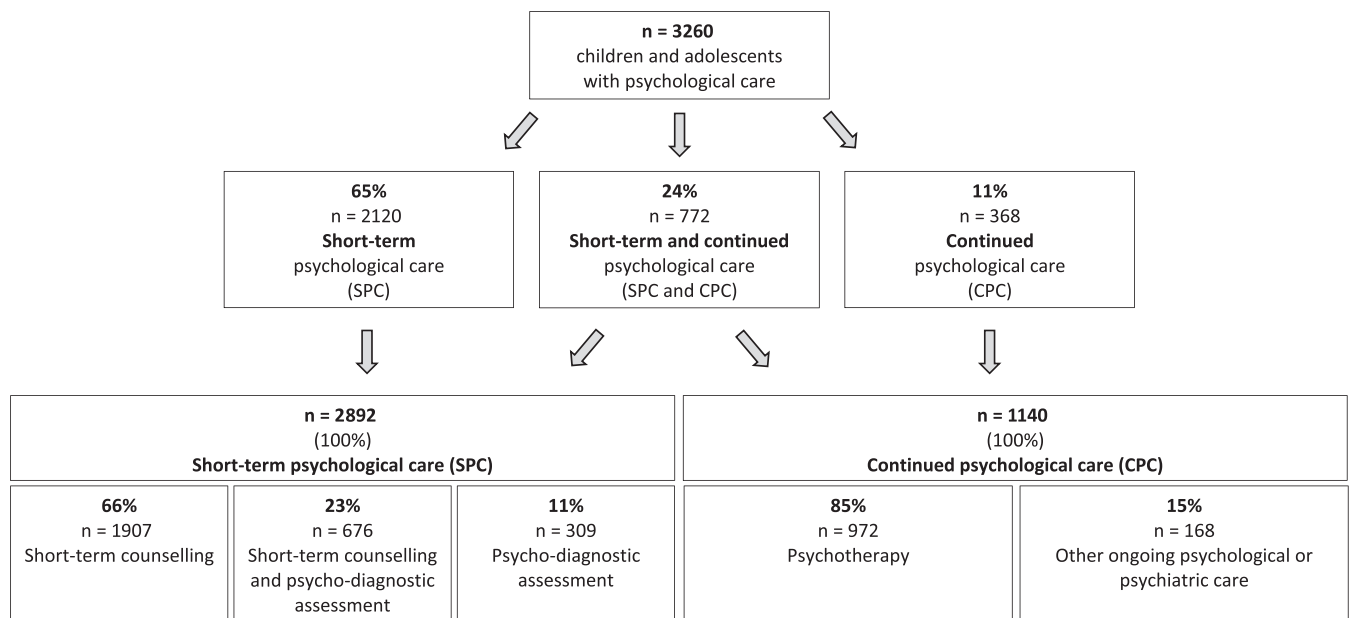 n = 3260
children and adolescents
with psychological care
65%
n = 2120
Short-term
psychological care
(SPC)
24%
n = 772
Short-term and continued
psychological care
(SPC and CPC)
11%
n = 368
Continued
psychological care
(CPC)
n = 2892
(100%)
Short-term psychological care (SPC)
n = 1140
(100%)
Continued psychological care (CPC)
66%
n = 1907
Short-term counselling
23%
n = 676
Short-term counselling
and psycho-diagnostic
assessment
11%
n = 309
Psycho-diagnostic
assessment
85%
n = 972
Psychotherapy
15%
n = 168
Other ongoing psychological or
psychiatric care